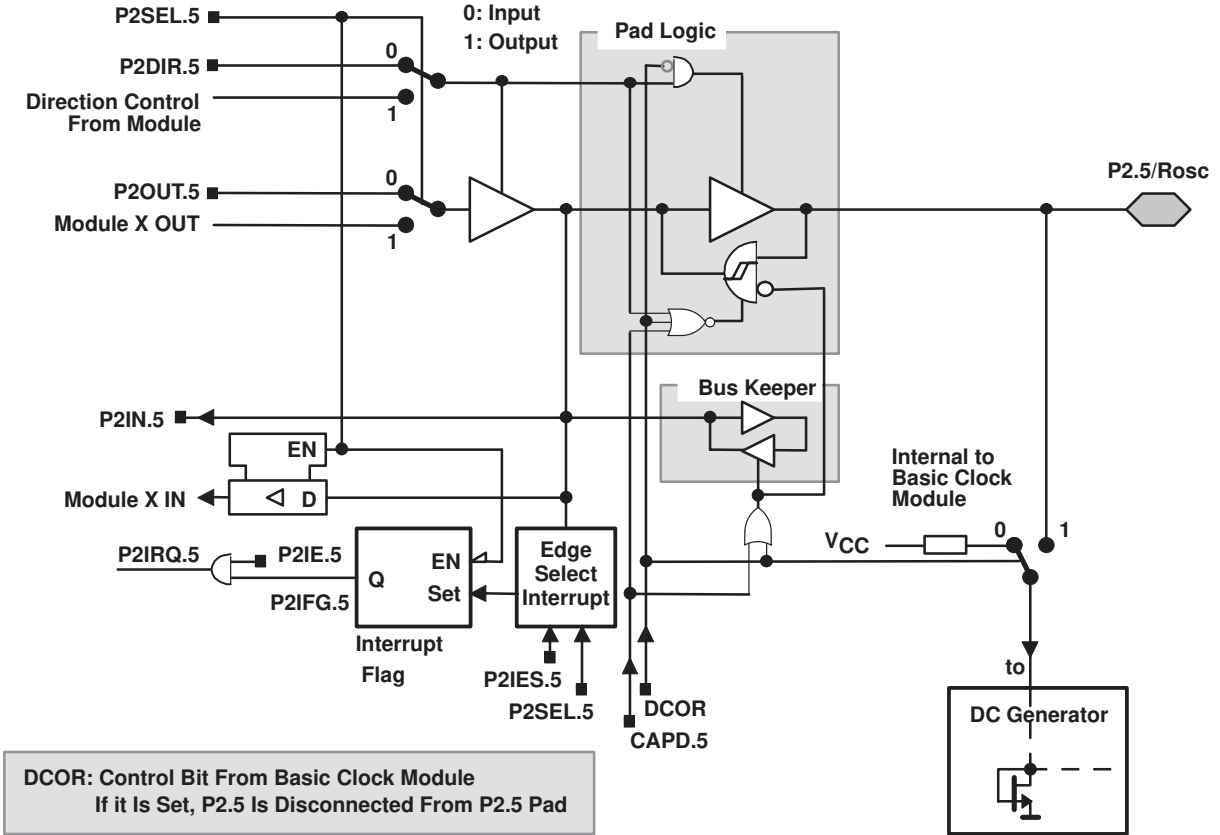 P2SEL.5
0: Input
1: Output
Pad Logic
P2DIR.5
0
Direction Control
From Module
1
P2OUT.5
0
Module X OUT
1
P2.5/Rosc
Bus Keeper
P2IN.5
EN
Module X IN
D
Internal to
Basic Clock
Module
VCC
0
1
P2IRQ.5
P2IE.5
EN
Q
Set
P2IFG.5
Interrupt
Flag
Edge
Select
Interrupt
P2IES.5
P2SEL.5
DCOR
CAPD.5
to
DC Generator
DCOR: Control Bit From Basic Clock Module
If it Is Set, P2.5 Is Disconnected From P2.5 Pad